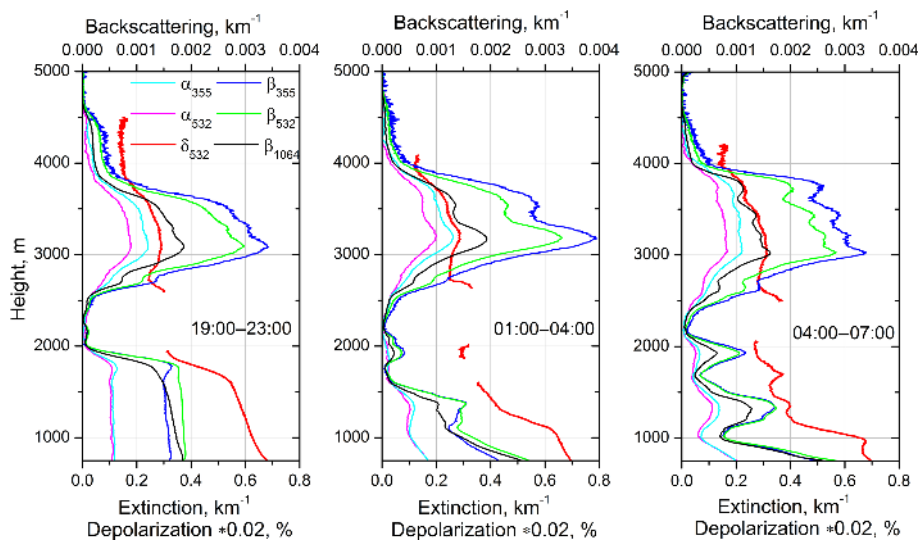 Backscattering, km⁻¹
0.000 0.001 0.002 0.003 0.004
Backscattering, km⁻¹
0.000 0.001 0.002 0.003 0.004
Backscattering, km⁻¹
0.000 0.001 0.002 0.003 0.004
Height, m
5000
4000
3000
2000
1000
α₃₅₅ β₃₅₅
α₅₃₂ β₅₃₂
δ₅₃₂ β₁₀₆₄
19:00–23:00
0.0 0.2 0.4 0.6 0.8
Extinction, km⁻¹
Depolarization *0.02, %
5000
4000
3000
2000
1000
01:00–04:00
0.0 0.2 0.4 0.6 0.8
Extinction, km⁻¹
Depolarization *0.02, %
5000
4000
3000
2000
1000
04:00–07:00
0.0 0.2 0.4 0.6 0.8
Extinction, km⁻¹
Depolarization *0.02, %